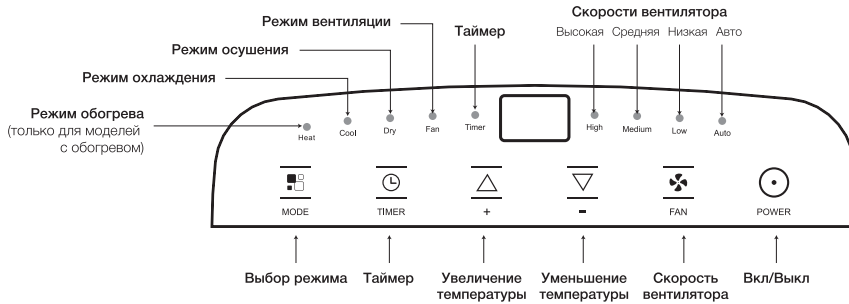 Скорости вентилятора
Режим вентиляции
Таймер
Высокая Средняя Низкая Авто
Режим осушения
Режим охлаждения
Режим обогрева
(только для моделей
с обогревом)
Heat Cool Dry Fan Timer High Medium Low Auto
MODE TIMER + - FAN POWER
Выбор режима Таймер Увеличение Уменьшение Скорость Вкл/Выкл
температуры температуры вентилятора